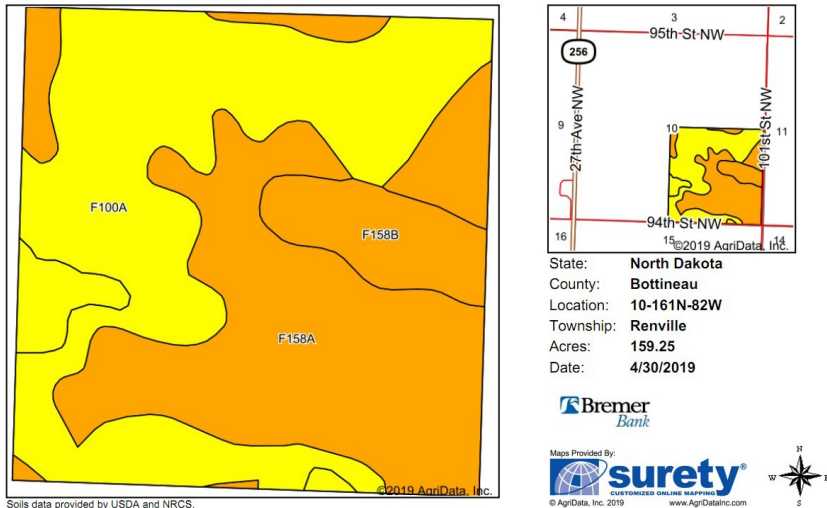 F100A
F158B
F158A
©2019 AgriData, Inc.
Soils data provided by USDA and NRCS.
4
3
2
95th St NW
256
27th Ave NW
101st St NW
9
10
11
94th St NW
16
15
14
©2019 AgriData, Inc.
State: North Dakota
County: Bottineau
Location: 10-161N-82W
Township: Renville
Acres: 159.25
Date: 4/30/2019
Bremer
Bank
Maps Provided By:
surety®
CUSTOMIZED ONLINE MAPPING
© AgriData, Inc. 2019
www.AgriDataInc.com
N
W
E
S